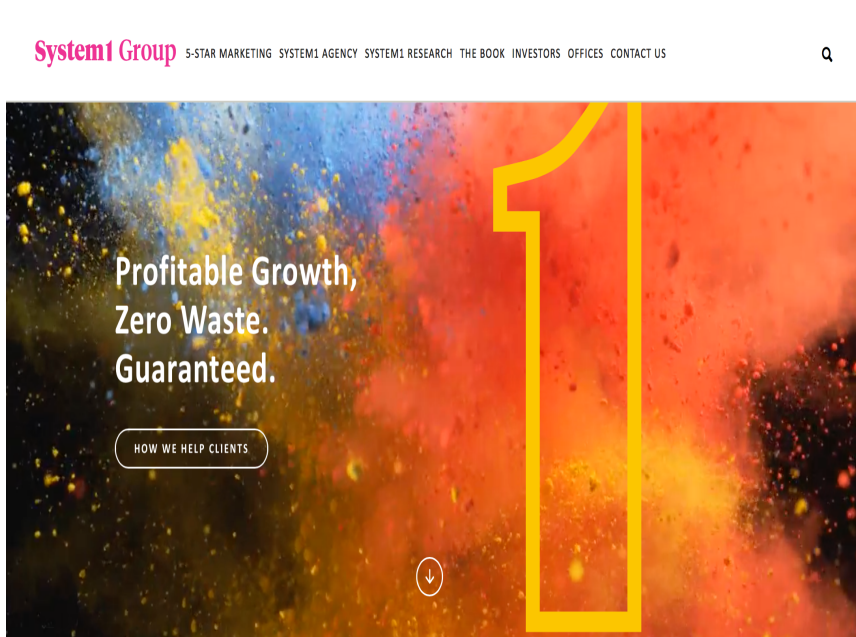 System1 Group
5-STAR MARKETING SYSTEM1 AGENCY SYSTEM1 RESEARCH THE BOOK INVESTORS OFFICES CONTACT US
1
Profitable Growth,
Zero Waste.
Guaranteed.
HOW WE HELP CLIENTS